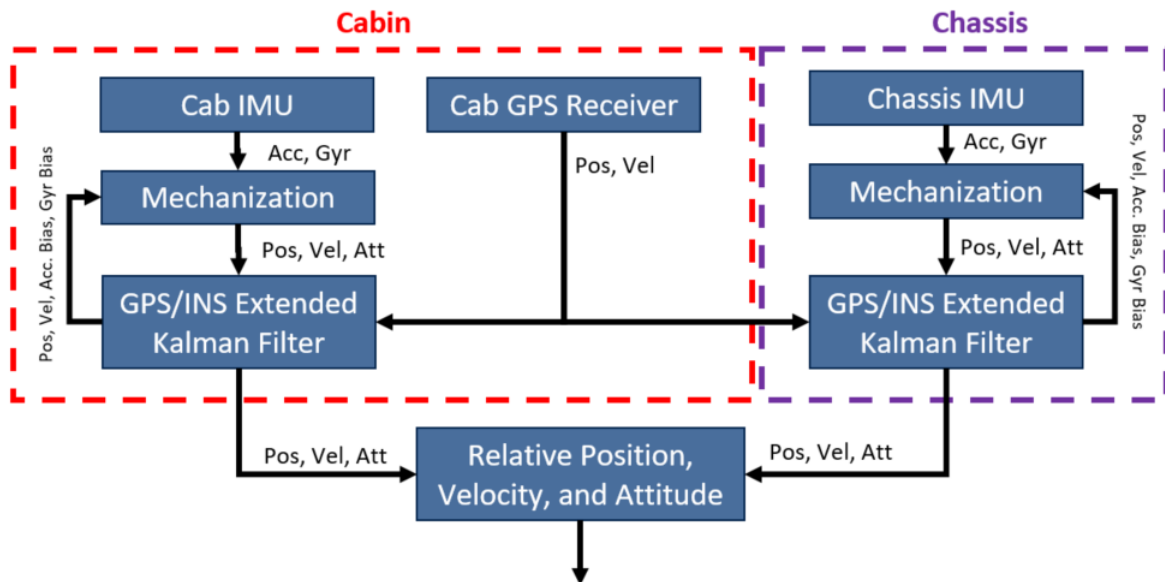 Cabin
Chassis
Cab IMU
Cab GPS Receiver
Chassis IMU
Acc, Gyr
Pos, Vel
Acc, Gyr
Mechanization
Mechanization
Pos, Vel, Acc. Bias, Gyr Bias
Pos, Vel, Acc. Bias, Gyr Bias
Pos, Vel, Att
Pos, Vel, Att
GPS/INS Extended
Kalman Filter
GPS/INS Extended
Kalman Filter
Pos, Vel, Att
Relative Position,
Velocity, and Attitude
Pos, Vel, Att